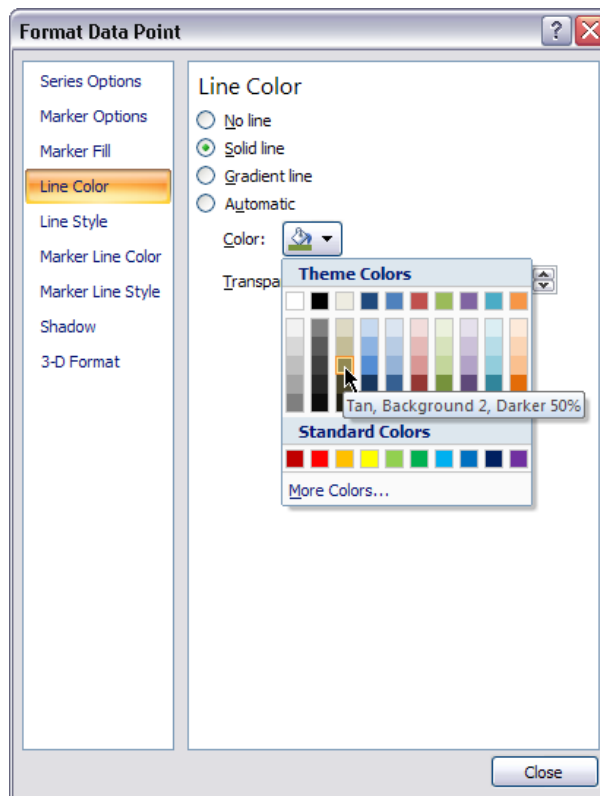 Format Data Point
Series Options
Marker Options
Marker Fill
Line Color
Line Style
Marker Line Color
Marker Line Style
Shadow
3-D Format
Line Color
No line
Solid line
Gradient line
Automatic
Color:
Theme Colors
Tan, Background 2, Darker 50%
Standard Colors
More Colors...
Close